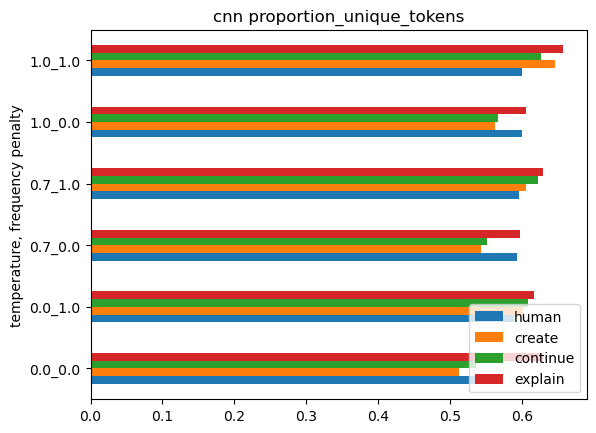 cnn proportion_unique_tokens
temperature, frequency penalty
1.0_1.0
1.0_0.0
0.7_1.0
0.7_0.0
0.0_1.0
0.0_0.0
human
create
continue
explain
0.0 0.1 0.2 0.3 0.4 0.5 0.6